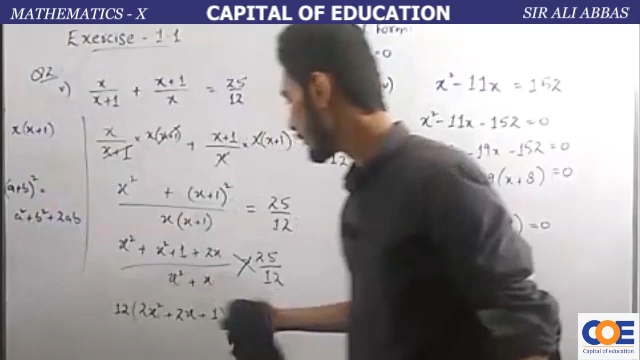 MATHEMATICS - X
CAPITAL OF EDUCATION
SIR ALI ABBAS
Exercise - 1.1
Q2.
v) x/(x+1) + (x+1)/x = 25/12
x(x+1)
x/(x+1) × x(x+1) + (x+1)/x × x(x+1)
12
(x² + (x+1)²)/(x(x+1)) = 25/12
(a+b)² =
a²+b²+2ab
(x² + x²+1+2x)/(x²+x) 25/12
12(2x²+2x+1)
Form:
=0
x²-11x = 152
x²-11x-152=0
-19x-152=0
(x+8)=0
)=0
COE
Capital of education